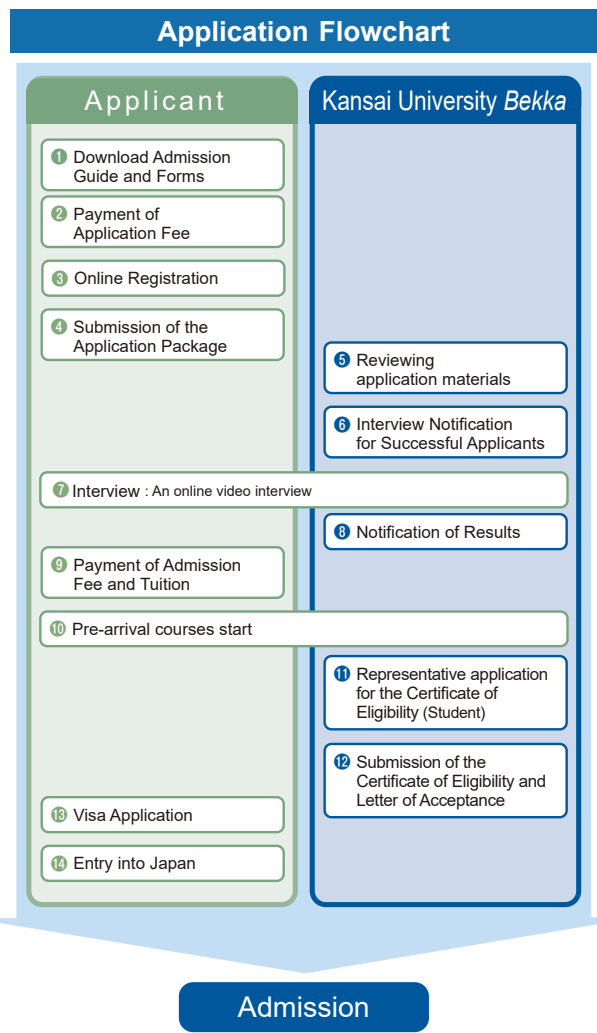 Application Flowchart
Applicant
Kansai University Bekka
❶ Download Admission
Guide and Forms
❷ Payment of
Application Fee
❸ Online Registration
❹ Submission of the
Application Package
❺ Reviewing
application materials
❻ Interview Notification
for Successful Applicants
❼ Interview : An online video interview
❽ Notification of Results
❾ Payment of Admission
Fee and Tuition
❿ Pre-arrival courses start
⓫ Representative application
for the Certificate of
Eligibility (Student)
⓬ Submission of the
Certificate of Eligibility and
Letter of Acceptance
⓭ Visa Application
⓮ Entry into Japan
Admission